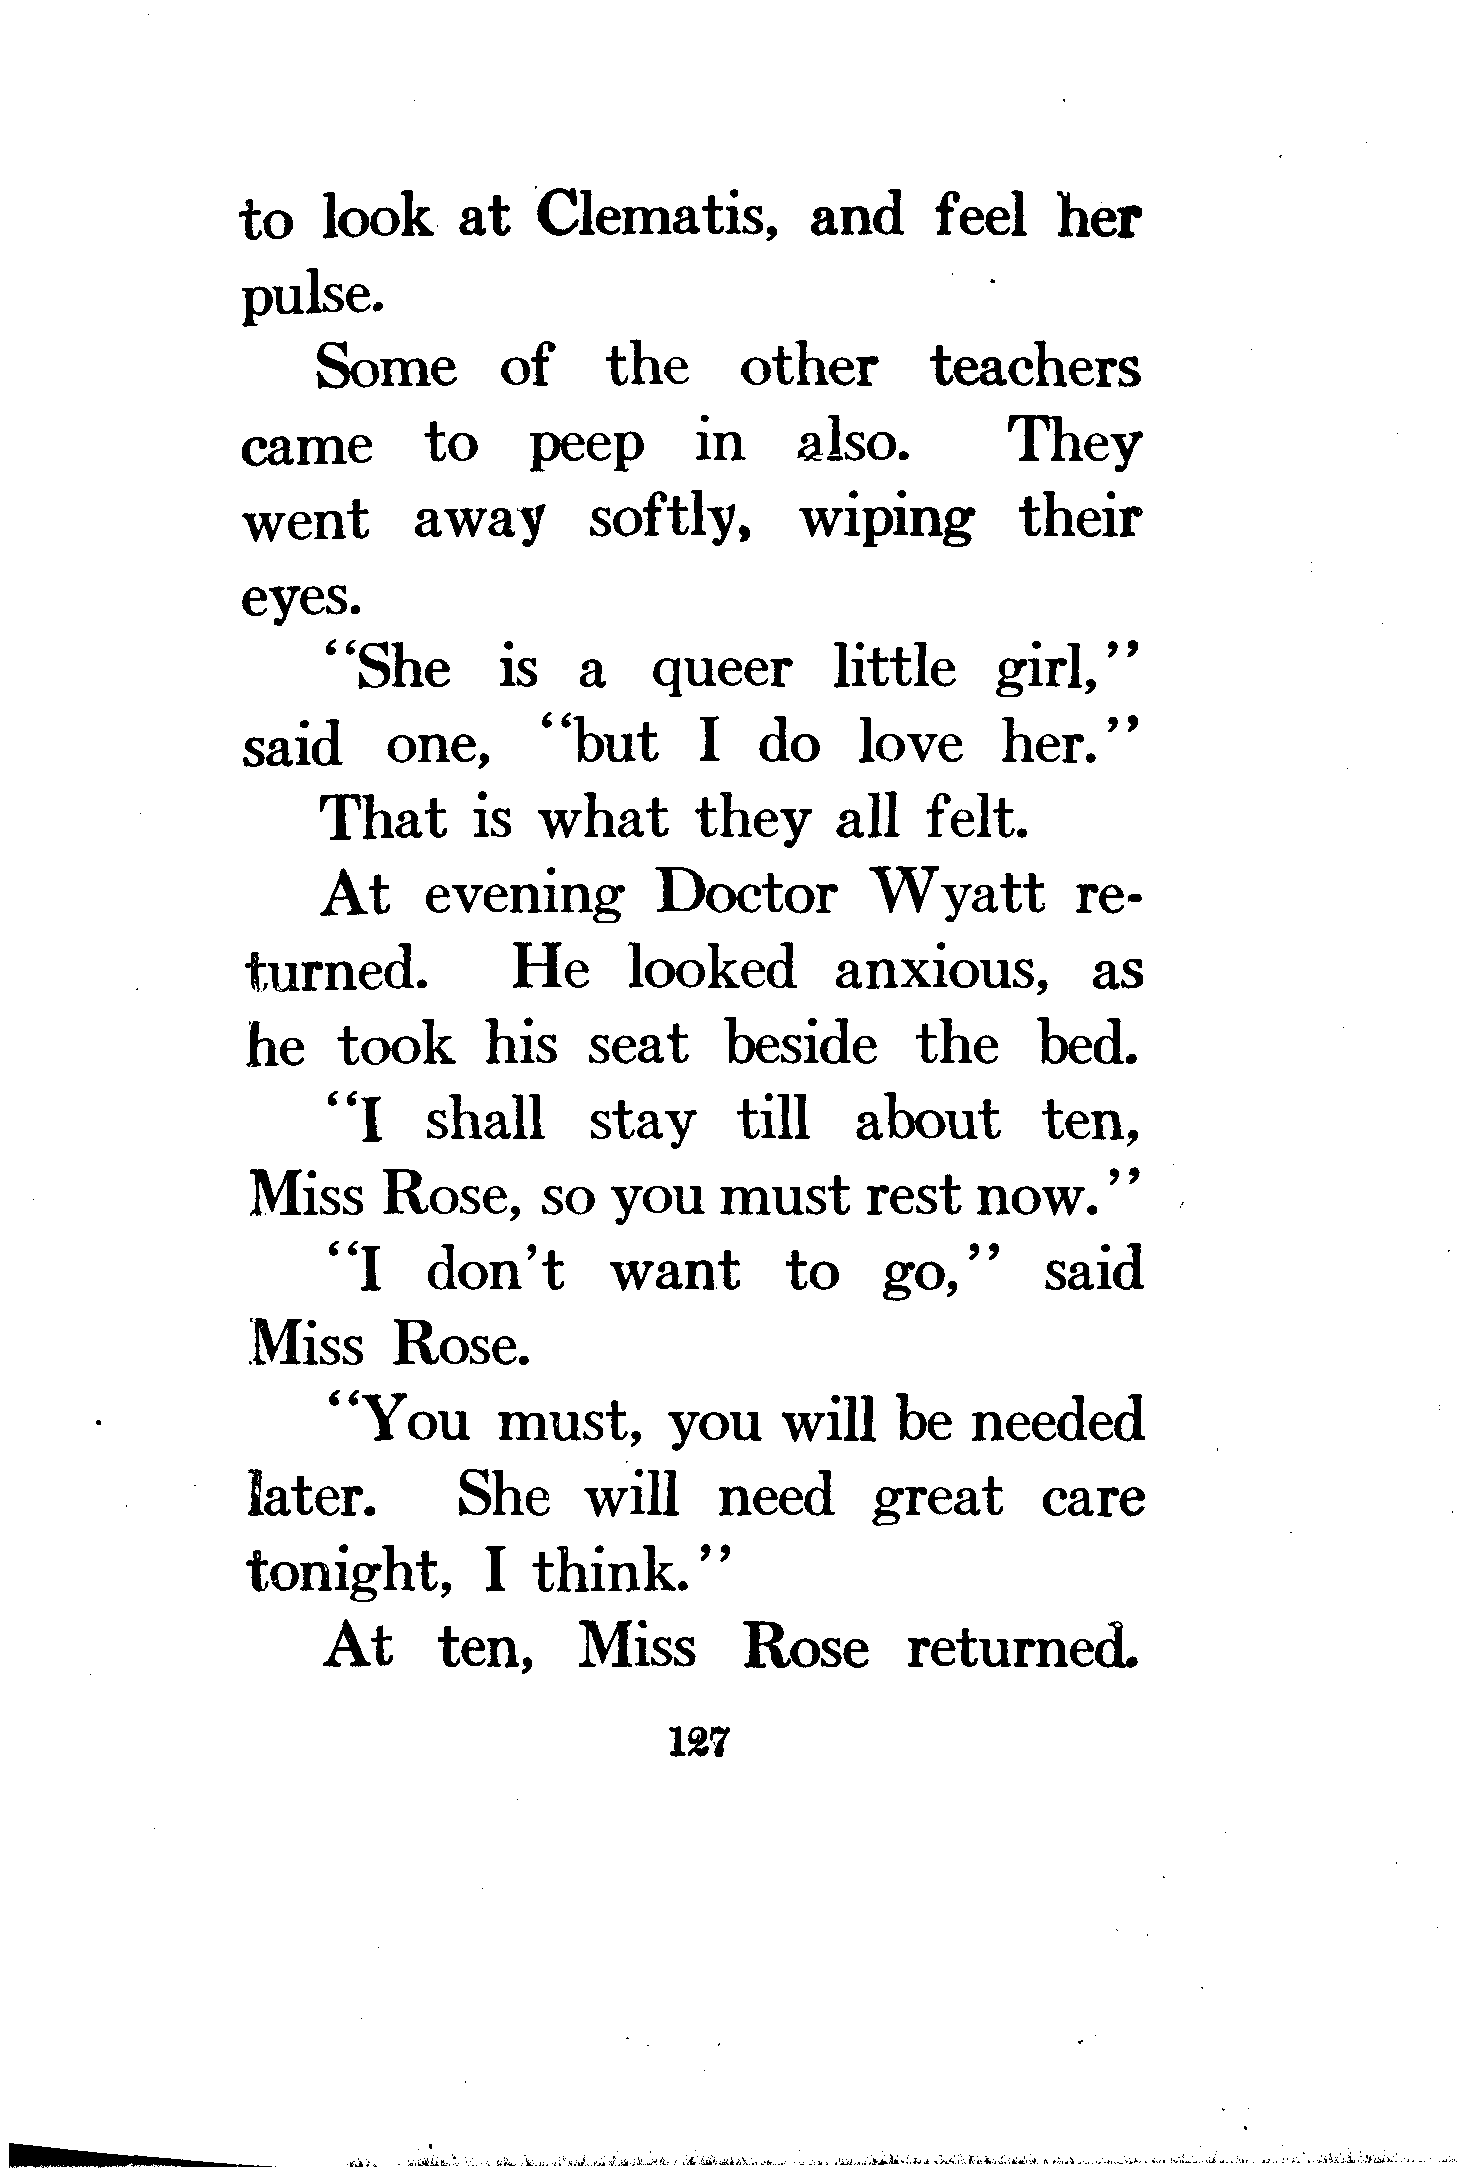 to look at Clematis, and feel her
pulse.
Some of the other teachers
came to peep in also. They
went away softly, wiping their
eyes.
"She is a queer little girl,"
said one, "but I do love her."
That is what they all felt.
At evening Doctor Wyatt re-
turned. He looked anxious, as
he took his seat beside the bed.
"I shall stay till about ten,
Miss Rose, so you must rest now."
"I don't want to go," said
Miss Rose.
"You must, you will be needed
later. She will need great care
tonight, I think."
At ten, Miss Rose returned.
127